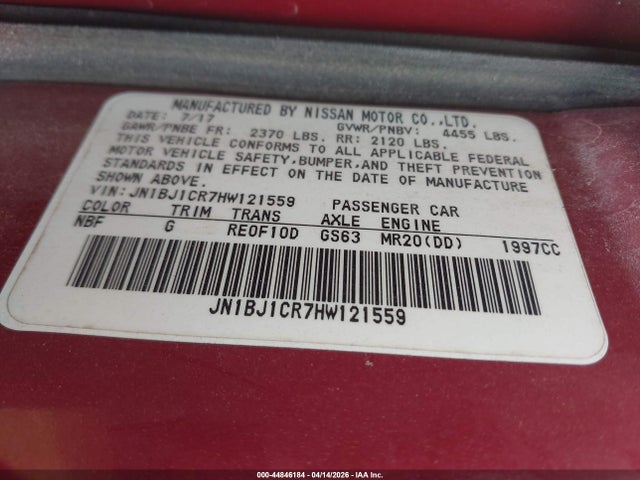 MANUFACTURED BY NISSAN MOTOR CO.,LTD.
DATE: 7/17 GVWR/PNBV: 4455 LBS.
GAWR/PNBE FR: 2370 LBS. RR: 2120 LBS.
THIS VEHICLE CONFORMS TO ALL APPLICABLE FEDERAL
MOTOR VEHICLE SAFETY,BUMPER,AND THEFT PREVENTION
STANDARDS IN EFFECT ON THE DATE OF MANUFACTURE
SHOWN ABOVE.
VIN: JN1BJ1CR7HW121559 PASSENGER CAR
COLOR TRIM TRANS AXLE ENGINE
NBF G RE0F10D GS63 MR20(DD) 1997CC
JN1BJ1CR7HW121559
000-44846184 - 04/14/2026 - IAA Inc.